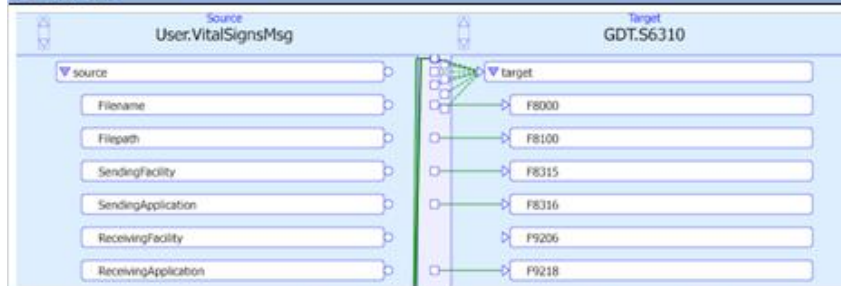 Source
User.VitalSignsMsg
Target
GDT.S6310
source
target
Filename
F8000
Filepath
F8100
SendingFacility
F8315
SendingApplication
F8316
ReceivingFacility
F9206
ReceivingApplication
F9218